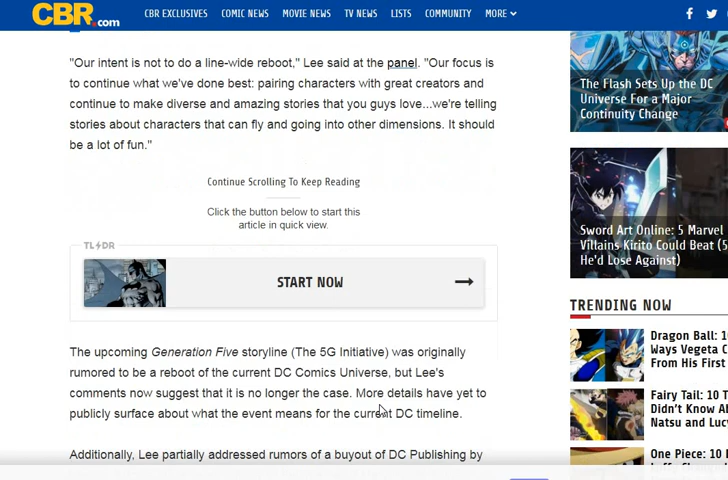 CBR.com
CBR EXCLUSIVES COMIC NEWS MOVIE NEWS TV NEWS LISTS COMMUNITY MORE
"Our intent is not to do a line-wide reboot," Lee said at the panel. "Our focus is
to continue what we've done best: pairing characters with great creators and
continue to make diverse and amazing stories that you guys love...we're telling
stories about characters that can fly and going into other dimensions. It should
be a lot of fun."
Continue Scrolling To Keep Reading
Click the button below to start this
article in quick view.
TL DR
START NOW
The upcoming Generation Five storyline (The 5G Initiative) was originally
rumored to be a reboot of the current DC Comics Universe, but Lee's
comments now suggest that it is no longer the case. More details have yet to
publicly surface about what the event means for the current DC timeline.
Additionally, Lee partially addressed rumors of a buyout of DC Publishing by
The Flash Sets Up the DC
Universe For a Major
Continuity Change
Sword Art Online: 5 Marvel
Villains Kirito Could Beat (5
He'd Lose Against)
TRENDING NOW
Dragon Ball: 10
Ways Vegeta C
From His First
Fairy Tail: 10 T
Didn't Know A
Natsu and Luc
One Piece: 10